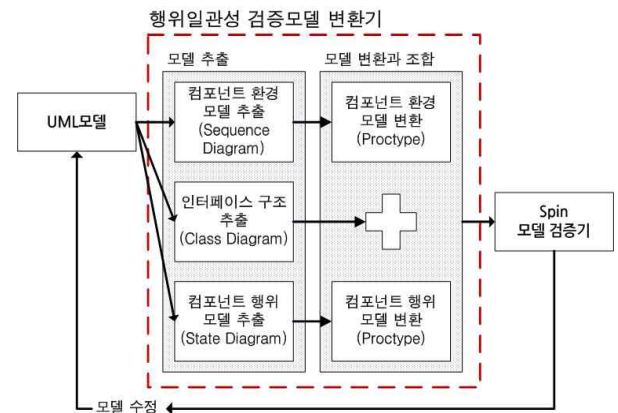 행위일관성 검증모델 변환기
모델 추출
모델 변환과 조합
UML모델
컴포넌트 환경
모델 추출
(Sequence
Diagram)
컴포넌트 환경
모델 변환
(Proctype)
인터페이스 구조
추출
(Class Diagram)
Spin
모델 검증기
컴포넌트 행위
모델 추출
(State Diagram)
컴포넌트 행위
모델 변환
(Proctype)
모델 수정